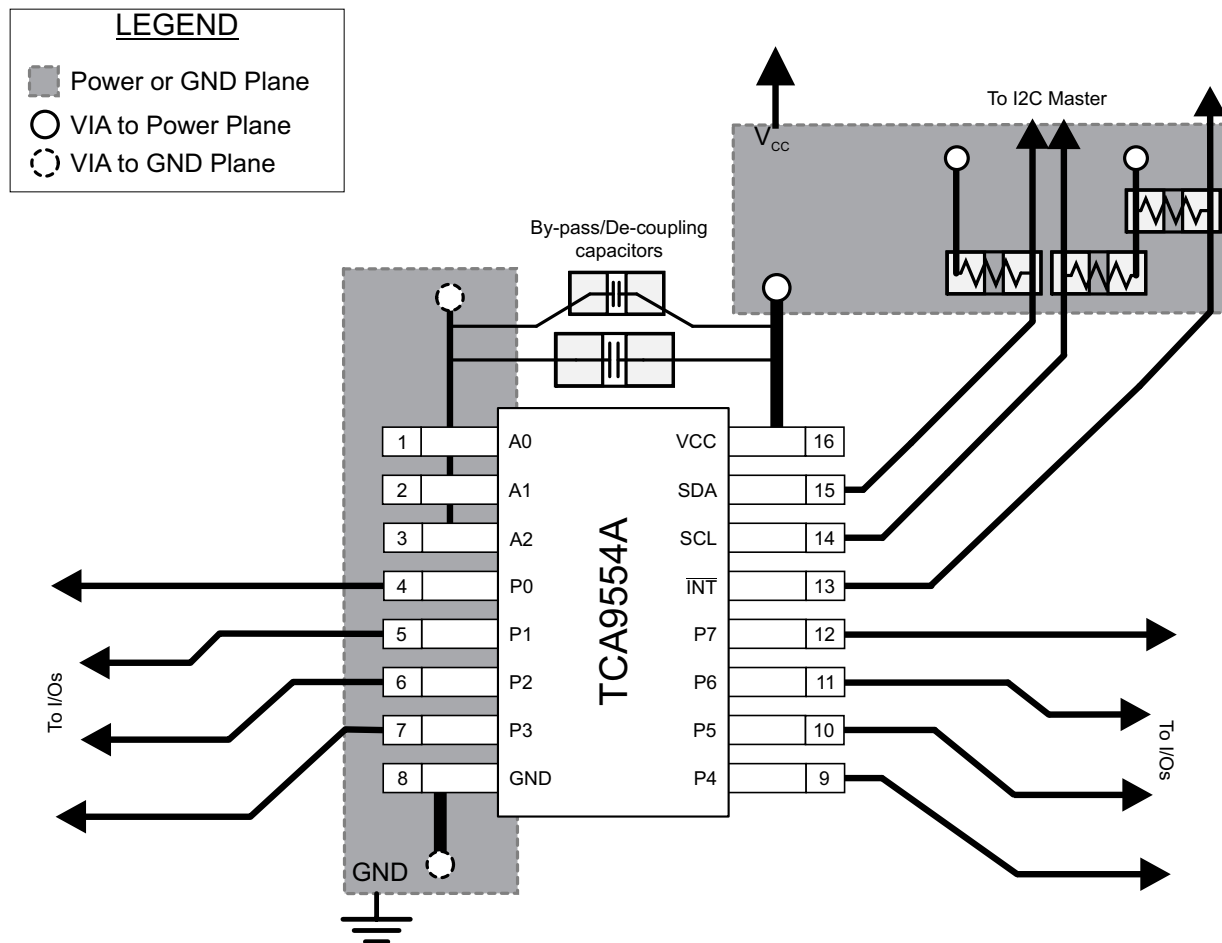 LEGEND
Power or GND Plane
VIA to Power Plane
VIA to GND Plane
To I2C Master
VCC
By-pass/De-coupling
capacitors
1 A0 VCC 16
2 A1 SDA 15
3 A2 SCL 14
4 P0 INT 13
5 P1 P7 12
6 P2 P6 11
7 P3 P5 10
8 GND P4 9
TCA9554A
To I/Os
To I/Os
GND